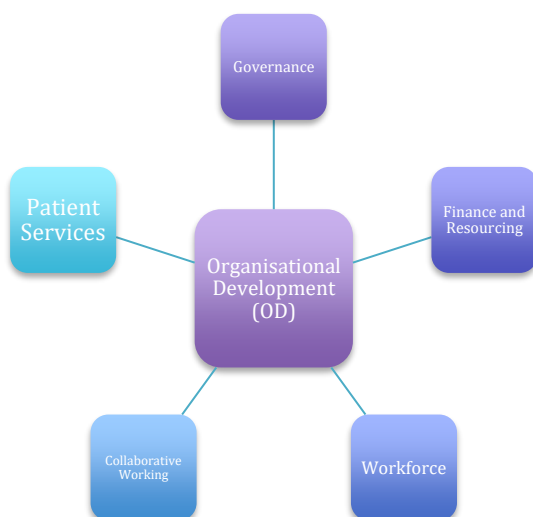 Governance
Patient
Services
Finance and
Resourcing
Organisational
Development
(OD)
Collaborative
Working
Workforce